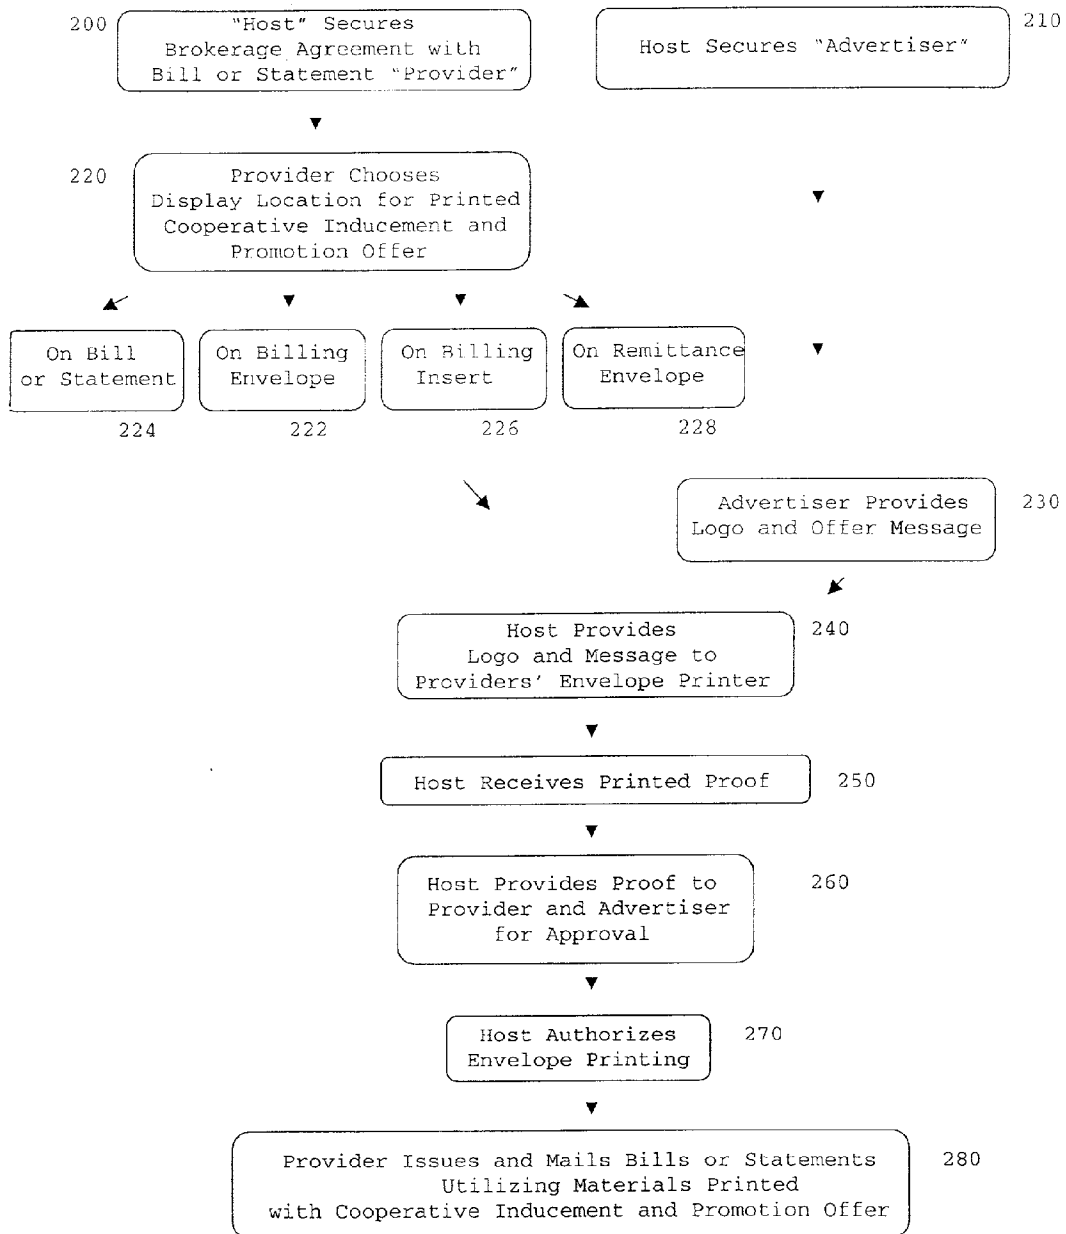 200
"Host" Secures
Brokerage Agreement with
Bill or Statement "Provider"
210
Host Secures "Advertiser"
220
Provider Chooses
Display Location for Printed
Cooperative Inducement and
Promotion Offer
On Bill
or Statement
224
On Billing
Envelope
222
On Billing
Insert
226
On Remittance
Envelope
228
Advertiser Provides
Logo and Offer Message
230
Host Provides
Logo and Message to
Providers' Envelope Printer
240
Host Receives Printed Proof
250
Host Provides Proof to
Provider and Advertiser
for Approval
260
Host Authorizes
Envelope Printing
270
Provider Issues and Mails Bills or Statements
Utilizing Materials Printed
with Cooperative Inducement and Promotion Offer
280